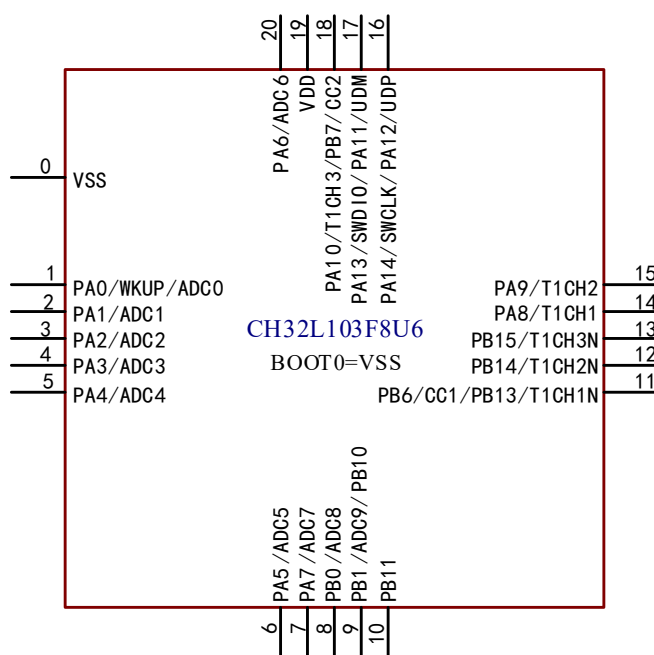 20
19
18
17
16
PA6/ADC6
VDD
PA10/T1CH3/PB7/CC2
PA13/SWDIO/PA11/UDM
PA14/SWCLK/PA12/UDP
0
VSS
1
PA0/WKUP/ADC0
2
PA1/ADC1
3
PA2/ADC2
4
PA3/ADC3
5
PA4/ADC4
CH32L103F8U6
BOOT0=VSS
PA9/T1CH2
15
PA8/T1CH1
14
PB15/T1CH3N
13
PB14/T1CH2N
12
PB6/CC1/PB13/T1CH1N
11
PA5/ADC5
PA7/ADC7
PB0/ADC8
PB1/ADC9/PB10
PB11
6
7
8
9
10